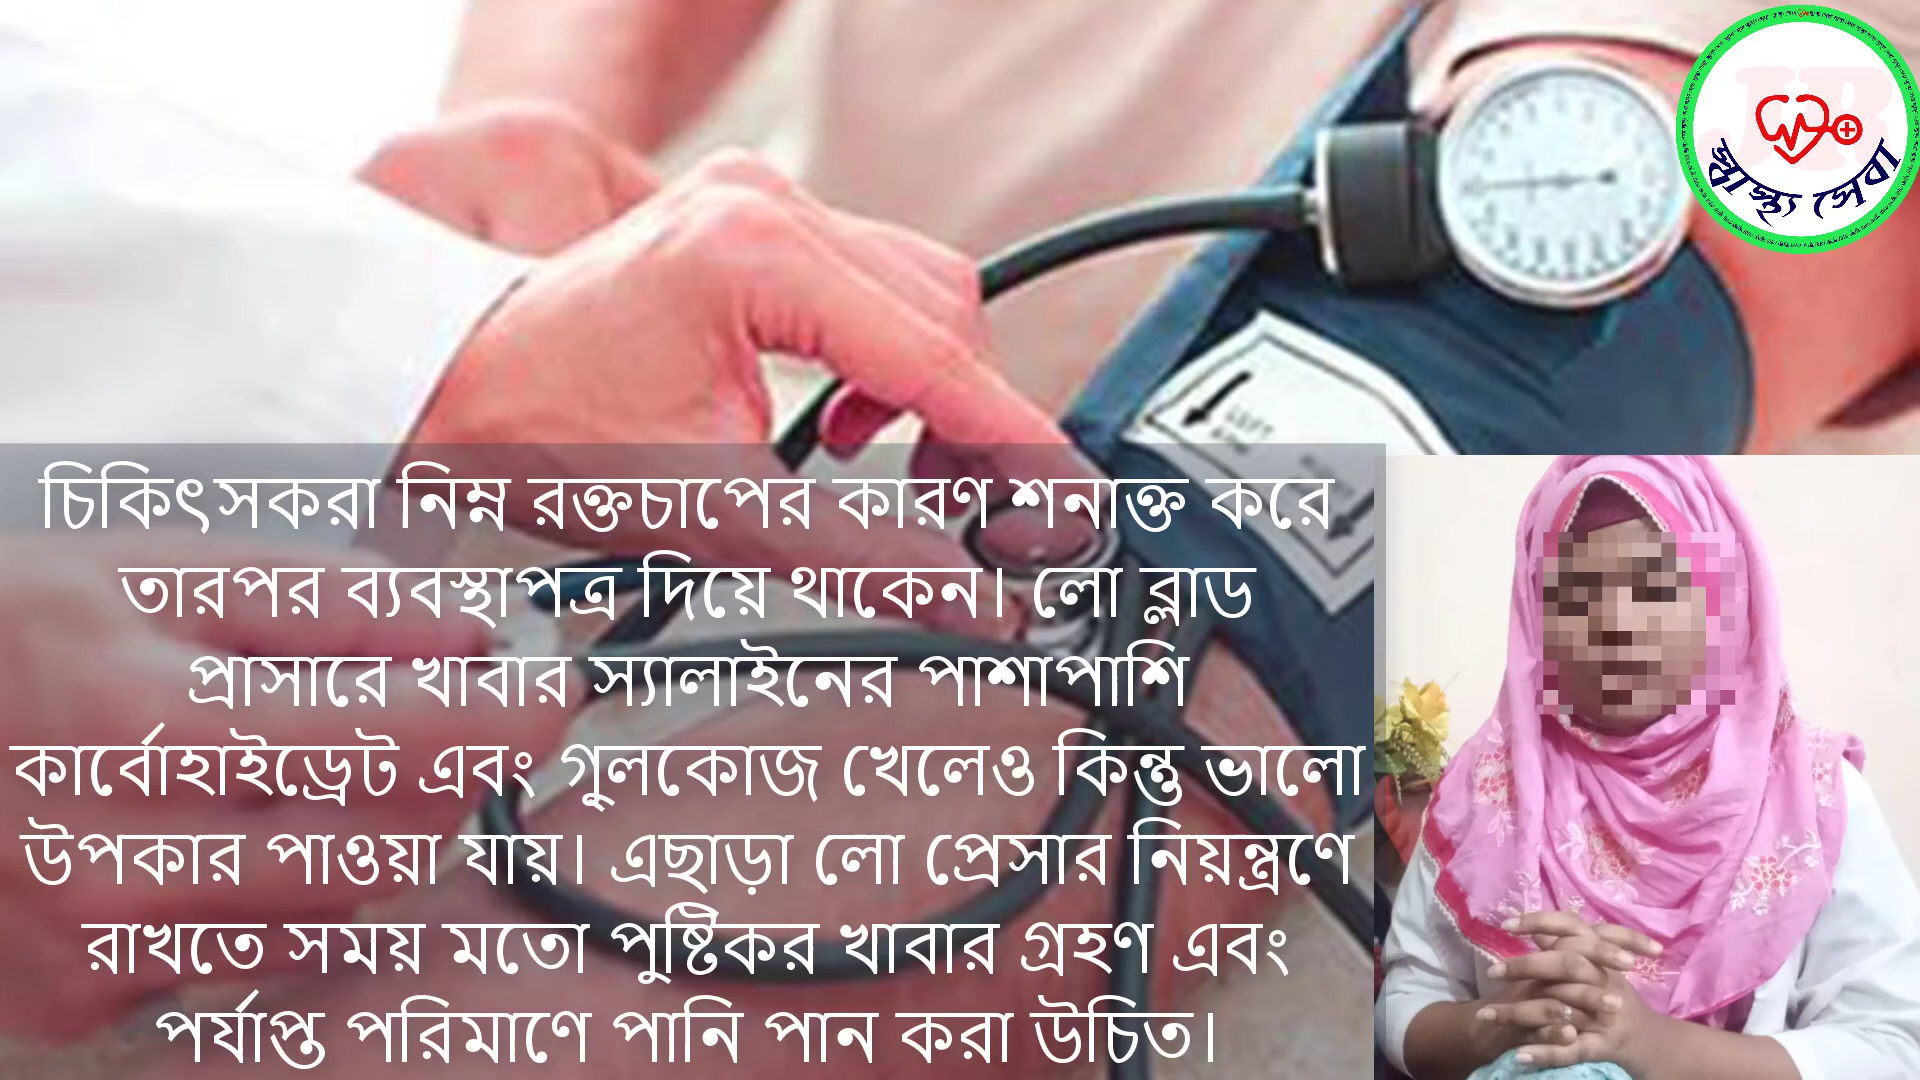 স্বাস্থ্য সেবা
চিকিৎসকরা নিম্ন রক্তচাপের কারণ শনাক্ত করে
তারপর ব্যবস্থাপত্র দিয়ে থাকেন। লো ব্লাড
প্রাসারে খাবার স্যালাইনের পাশাপাশি
কার্বোহাইড্রেট এবং গ্লুকোজ খেলেও কিন্তু ভালো
উপকার পাওয়া যায়। এছাড়া লো প্রেসার নিয়ন্ত্রণে
রাখতে সময় মতো পুষ্টিকর খাবার গ্রহণ এবং
পর্যাপ্ত পরিমাণে পানি পান করা উচিত।